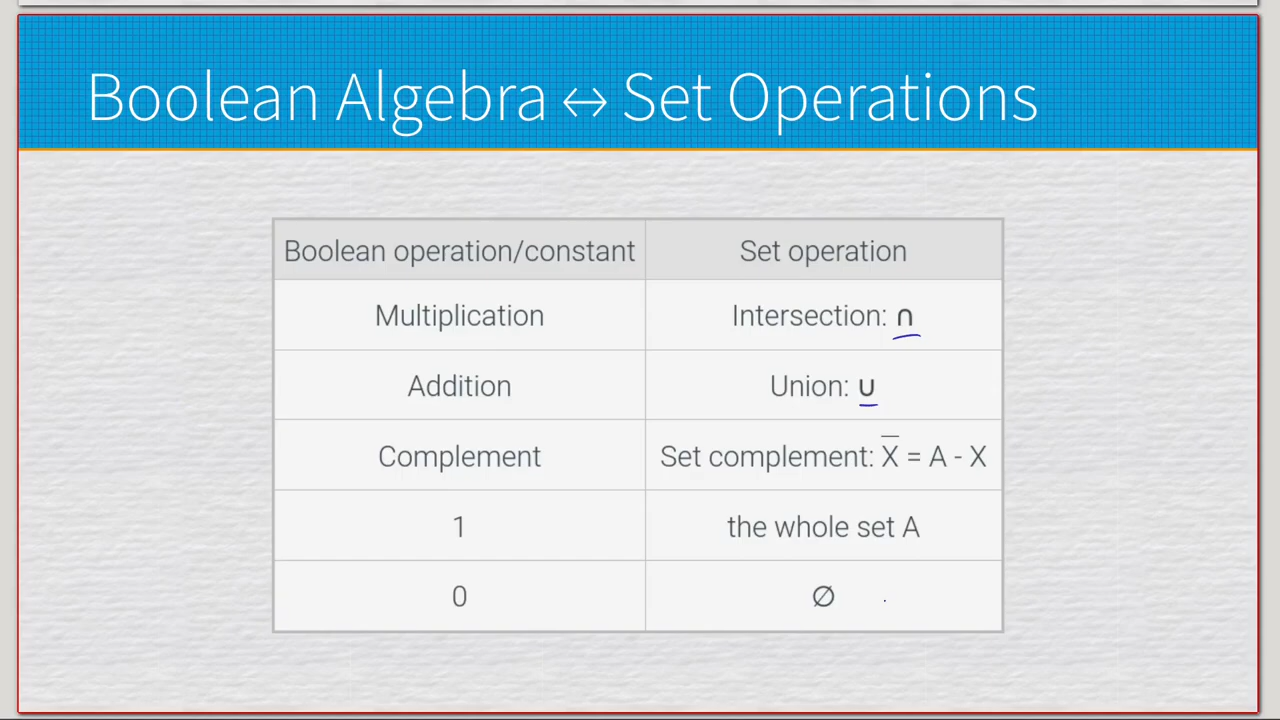 Boolean Algebra ↔ Set Operations
Boolean operation/constant Set operation
Multiplication Intersection: ∩
Addition Union: ∪
Complement Set complement: X̅ = A - X
1 the whole set A
0 ∅